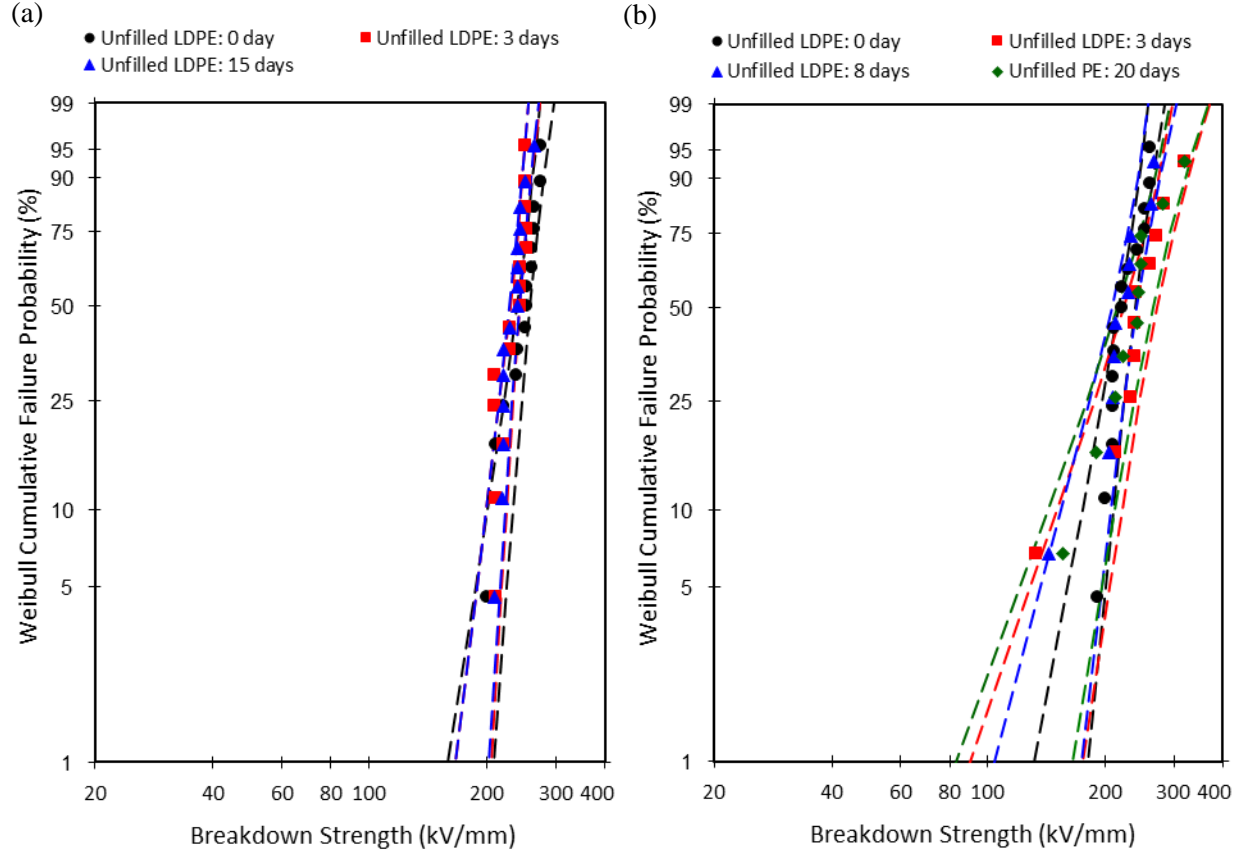 (a)
Unfilled LDPE: 0 day
Unfilled LDPE: 3 days
Unfilled LDPE: 15 days
99
95
90
75
50
25
10
5
1
Weibull Cumulative Failure Probability (%)
20
40
60
80
100
200
300
400
Breakdown Strength (kV/mm)
(b)
Unfilled LDPE: 0 day
Unfilled LDPE: 3 days
Unfilled LDPE: 8 days
Unfilled PE: 20 days
99
95
90
75
50
25
10
5
1
Weibull Cumulative Failure Probability (%)
20
40
60
80
100
200
300
400
Breakdown Strength (kV/mm)